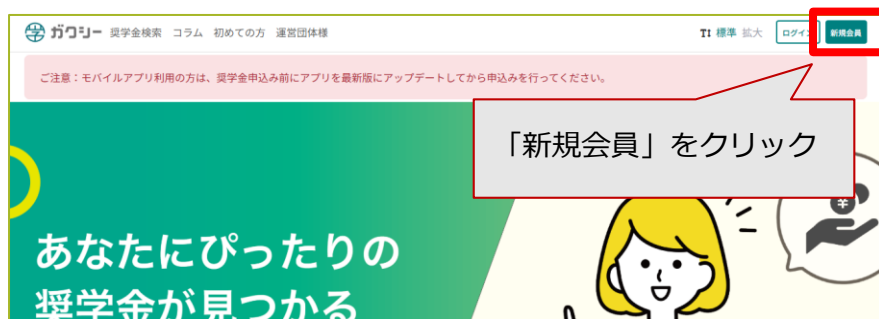 ガクシー 奨学金検索 コラム 初めての方 運営団体様 TI 標準 拡大 ログイン 新規会員
ご注意：モバイルアプリ利用の方は、奨学金申込み前にアプリを最新版にアップデートしてから申込みを行ってください。
「新規会員」をクリック
¥
あなたにぴったりの
奨学金が見つかる